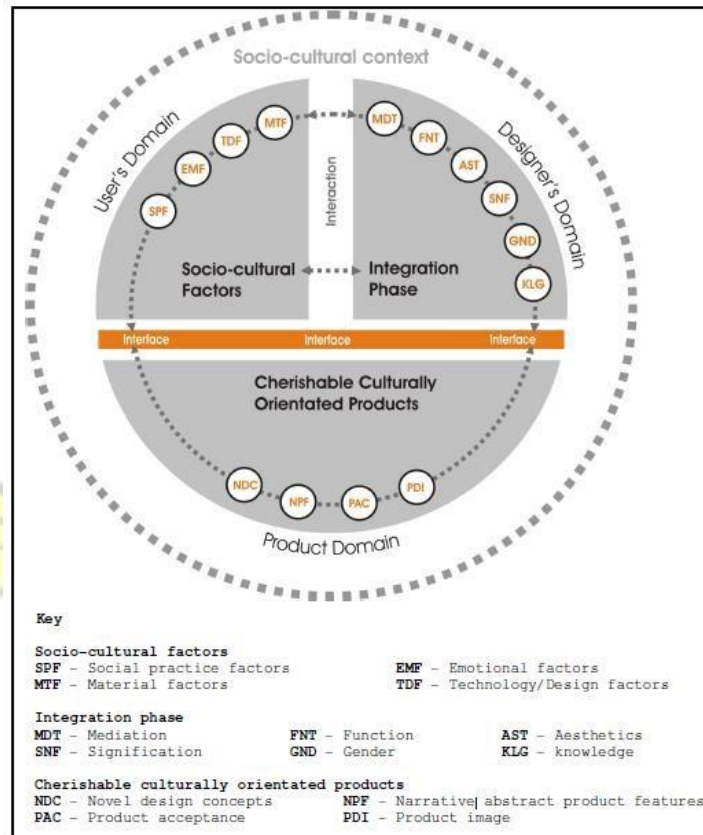 Socio-cultural context
User's Domain
Designer's Domain
SPF
EMF
TDF
MTF
MDT
FNT
AST
SNF
GND
KLG
Interaction
Socio-cultural
Factors
Integration
Phase
Interface Interface Interface
Cherishable Culturally
Orientated Products
NDC
NPF
PAC
PDI
Product Domain
Key
Socio-cultural factors
SPF - Social practice factors EMF - Emotional factors
MTF - Material factors TDF - Technology/Design factors
Integration phase
MDT - Mediation FNT - Function AST - Aesthetics
SNF - Signification GND - Gender KLG - knowledge
Cherishable culturally orientated products
NDC - Novel design concepts NPF - Narrative abstract product features
PAC - Product acceptance PDI - Product image